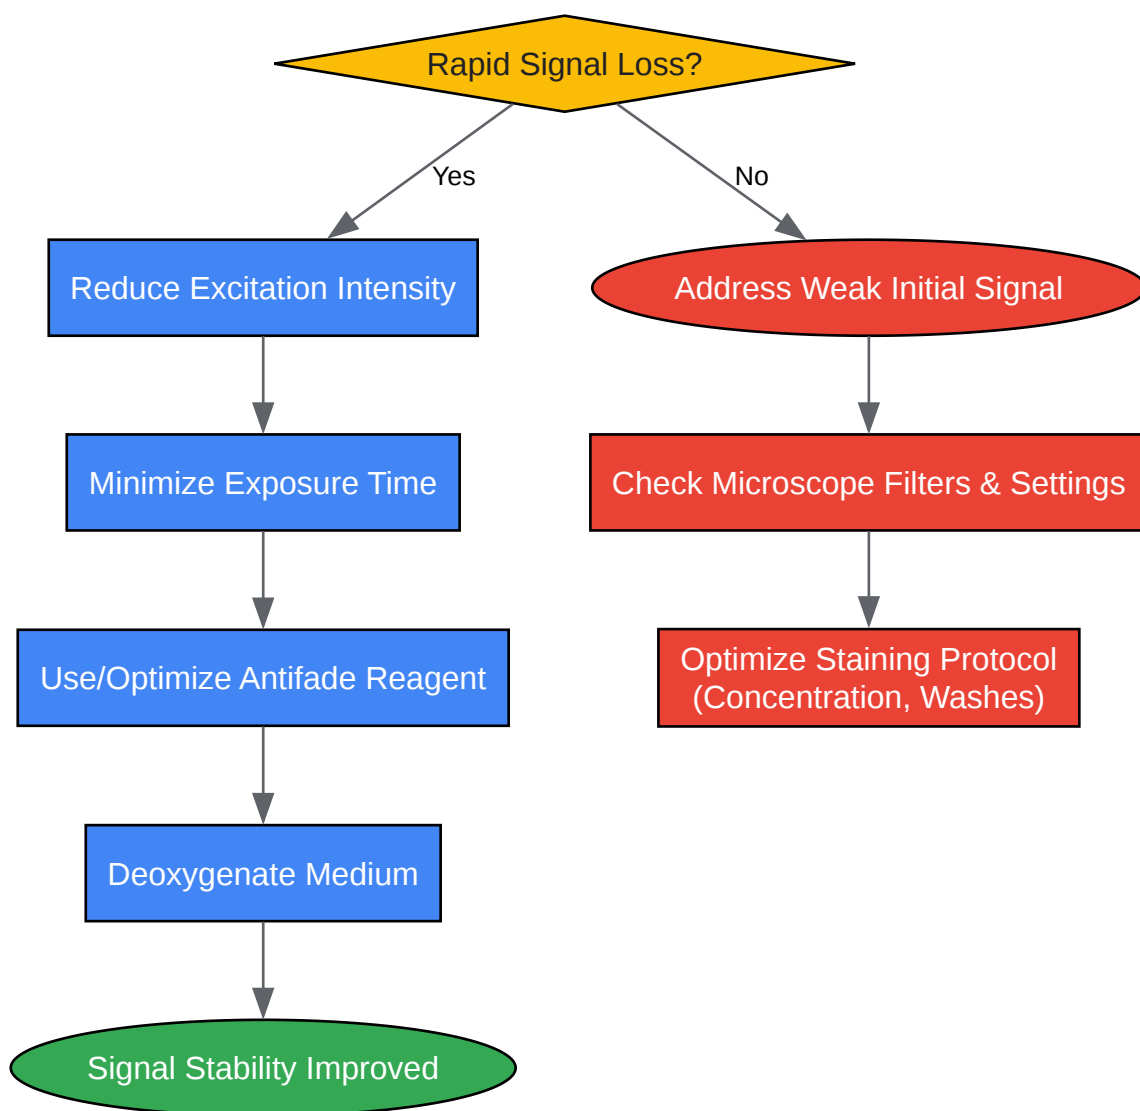 Rapid Signal Loss?
Yes
No
Reduce Excitation Intensity
Address Weak Initial Signal
Minimize Exposure Time
Check Microscope Filters & Settings
Use/Optimize Antifade Reagent
Optimize Staining Protocol
(Concentration, Washes)
Deoxygenate Medium
Signal Stability Improved